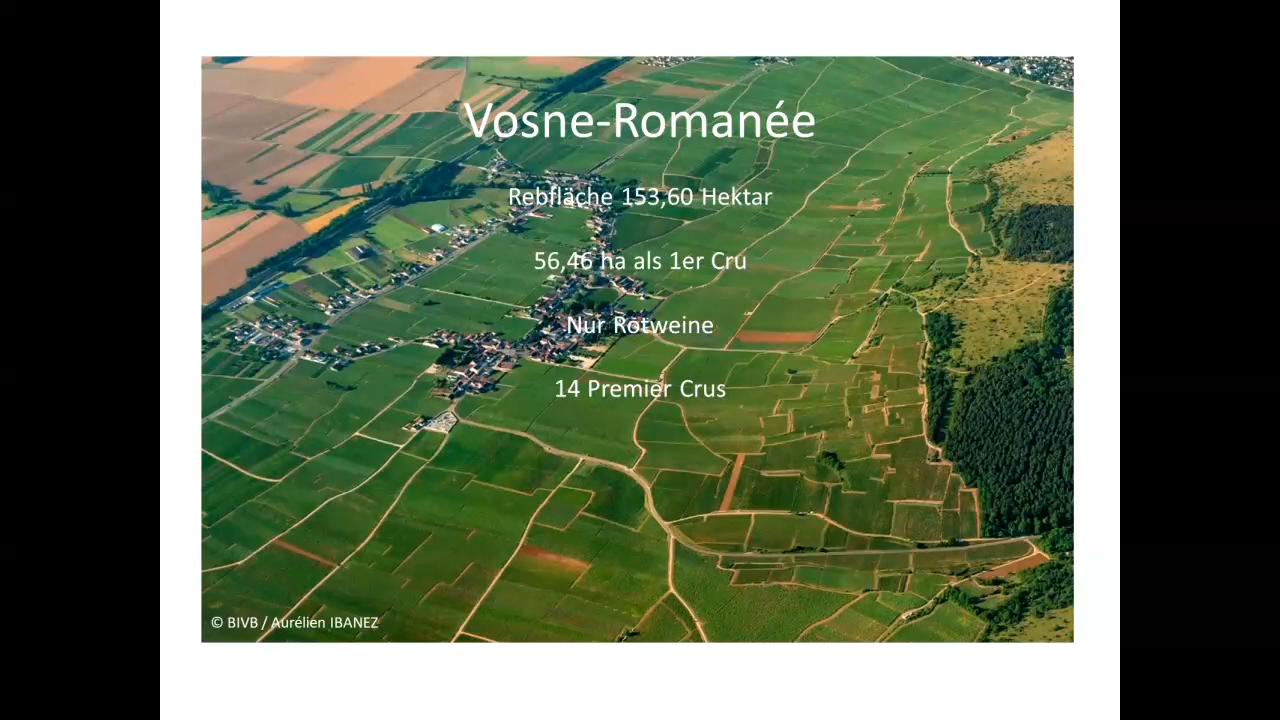 Vosne-Romanée
Rebfläche 153,60 Hektar
56,46 ha als 1er Cru
Nur Rotweine
14 Premier Crus
© BIVB / Aurélien IBANEZ